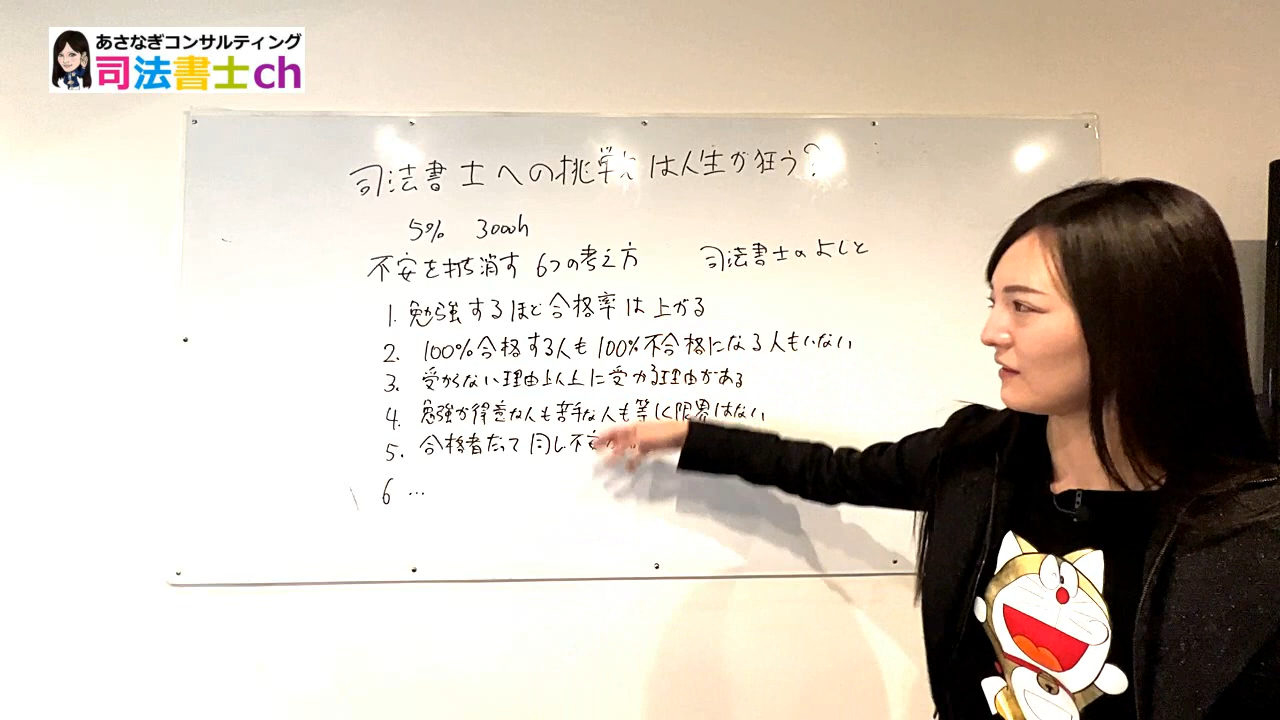 あさなぎコンサルティング
司法書士ch
司法書士への挑戦は人生が狂う?
5% 3000h
不安を打消す 6つの考え方 司法書士のよしと
1. 勉強するほど合格率は上がる
2. 100%合格する人も100%不合格になる人もいない
3. 受からない理由以上に受かる理由がある
4. 勉強が得意な人も苦手な人も等しく限界はない
5. 合格者だって同じ不安
6 …